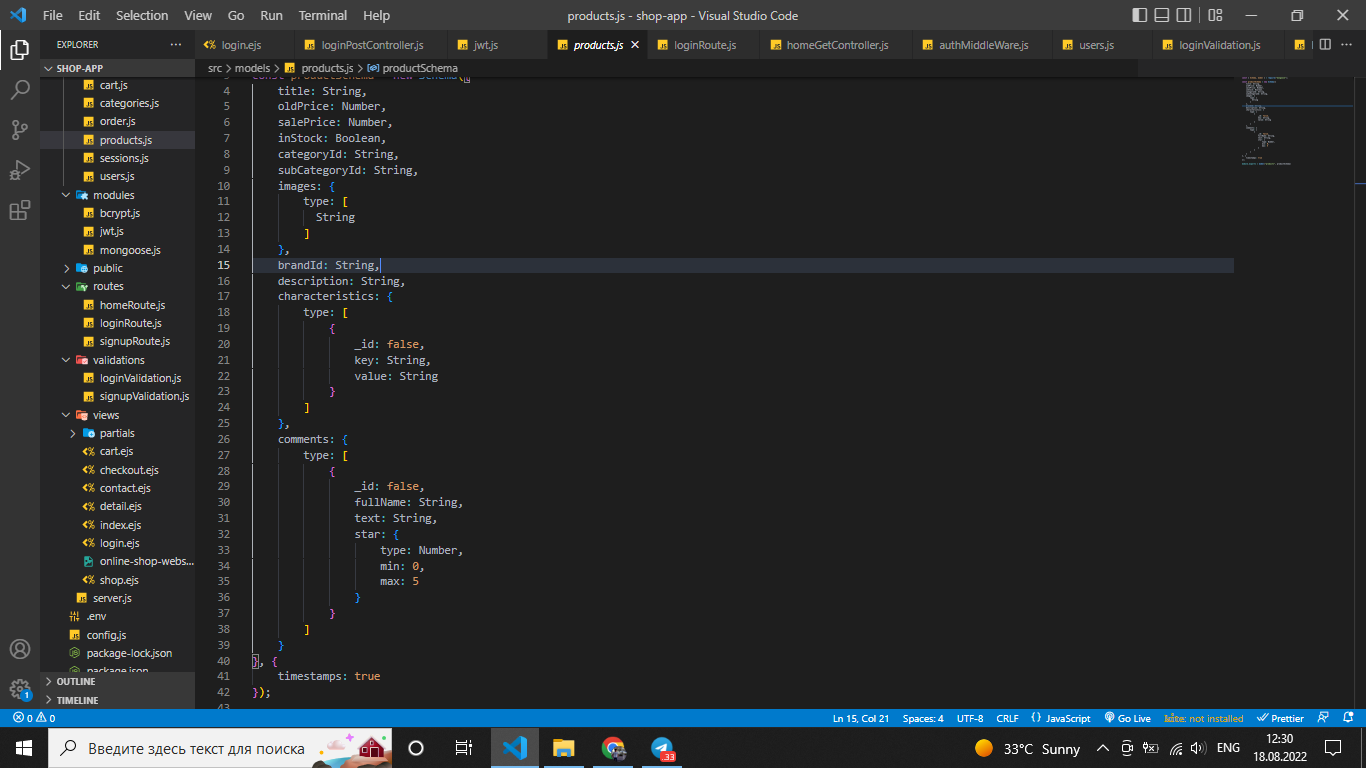 File Edit Selection View Go Run Terminal Help
products.js - shop-app - Visual Studio Code
EXPLORER
login.ejs
loginPostController.js
jwt.js
products.js
loginRoute.js
homeGetController.js
authMiddleWare.js
users.js
loginValidation.js
src > models > products.js > productSchema
SHOP-APP
cart.js
categories.js
order.js
products.js
sessions.js
users.js
modules
bcrypt.js
jwt.js
mongoose.js
public
routes
homeRoute.js
loginRoute.js
signupRoute.js
validations
loginValidation.js
signupValidation.js
views
partials
cart.ejs
checkout.ejs
contact.ejs
detail.ejs
index.ejs
login.ejs
online-shop-webs...
shop.ejs
server.js
.env
config.js
package-lock.json
package.json
OUTLINE
TIMELINE
3 const productSchema = new Schema({
4 title: String,
5 oldPrice: Number,
6 salePrice: Number,
7 inStock: Boolean,
8 categoryId: String,
9 subCategoryId: String,
10 images: {
11 type: [
12 String
13 ]
14 },
15 brandId: String,
16 description: String,
17 characteristics: {
18 type: [
19 {
20 _id: false,
21 key: String,
22 value: String
23 }
24 ]
25 },
26 comments: {
27 type: [
28 {
29 _id: false,
30 fullName: String,
31 text: String,
32 star: {
33 type: Number,
34 min: 0,
35 max: 5
36 }
37 }
38 ]
39 }
40 }, {
41 timestamps: true
42 });
43
1
0 0
Ln 15, Col 21 Spaces: 4 UTF-8 CRLF {} JavaScript Go Live kite: not installed Prettier
Введите здесь текст для поиска
33
33°C Sunny
ENG
12:30
18.08.2022